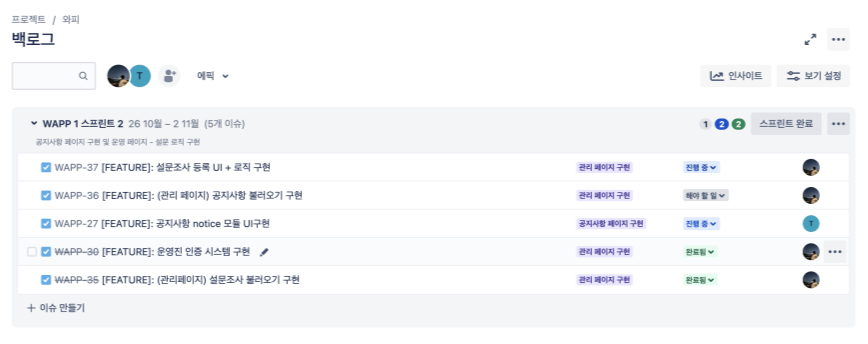 프로젝트 / 와피
백로그
T
에픽
인사이트
보기 설정
WAPP 1 스프린트 2 26 10월 – 2 11월 (5개 이슈)
1 2 2 스프린트 완료
공지사항 페이지 구현 및 운영 페이지 - 설문 로직 구현
WAPP-37 [FEATURE]: 설문조사 등록 UI + 로직 구현 관리 페이지 구현 진행 중
WAPP-36 [FEATURE]: (관리 페이지) 공지사항 불러오기 구현 관리 페이지 구현 해야 할 일
WAPP-27 [FEATURE]: 공지사항 notice 모듈 UI구현 공지사항 페이지 구현 진행 중 T
WAPP-30 [FEATURE]: 운영진 인증 시스템 구현 관리 페이지 구현 완료됨
WAPP-35 [FEATURE]: (관리페이지) 설문조사 불러오기 구현 관리 페이지 구현 완료됨
+ 이슈 만들기